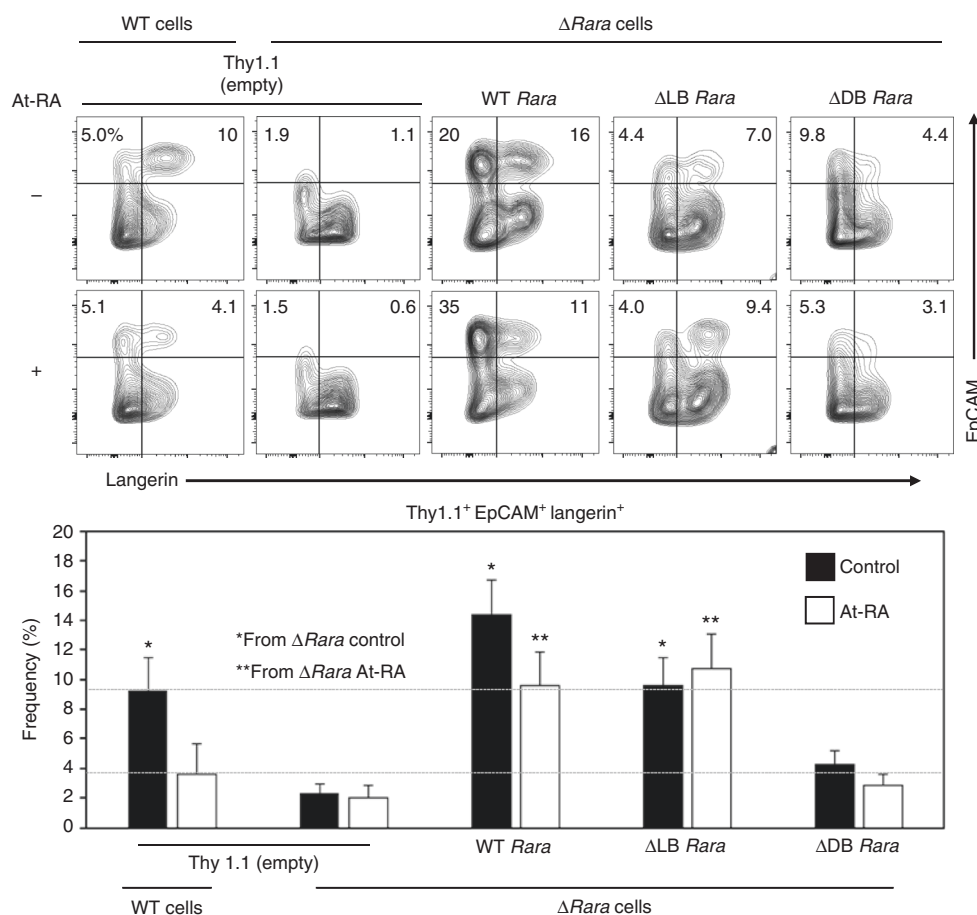 WT cells
ΔRara cells
Thy1.1
(empty)
At-RA
WT Rara
ΔLB Rara
ΔDB Rara
5.0% 10 1.9 1.1 20 16 4.4 7.0 9.8 4.4
–
5.1 4.1 1.5 0.6 35 11 4.0 9.4 5.3 3.1
+
EpCAM
Langerin
Thy1.1+ EpCAM+ langerin+
20
18
16
14
12
10
8
6
4
2
0
Frequency (%)
Control
At-RA
*From ΔRara control
**From ΔRara At-RA
* * ** * **
Thy 1.1 (empty)
WT Rara
ΔLB Rara
ΔDB Rara
WT cells
ΔRara cells